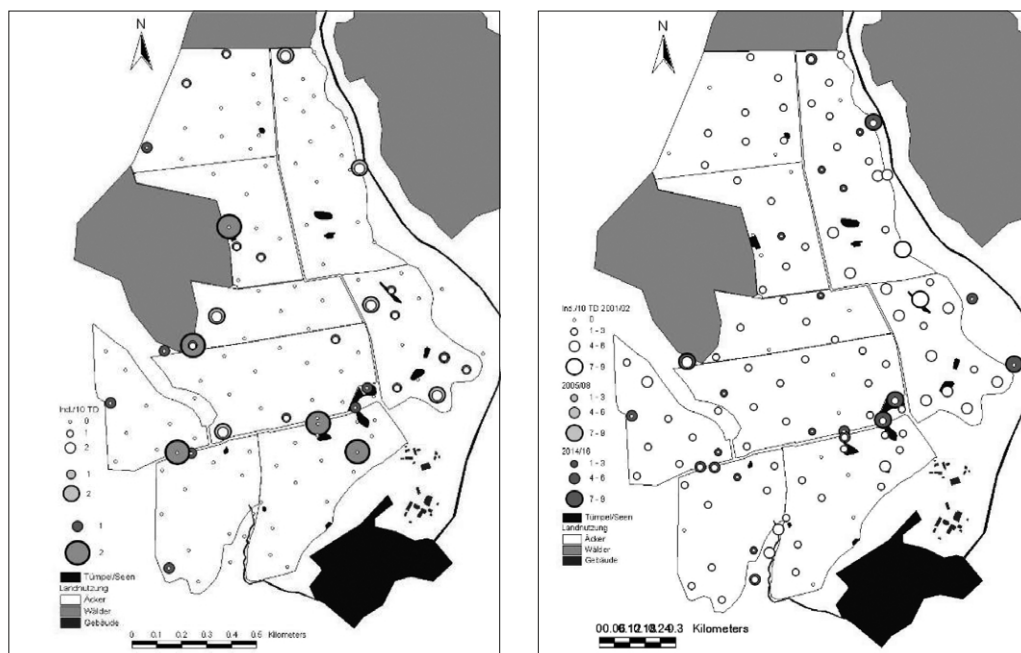 N
Ind./10 TD
0
1
2
1
2
1
2
Tümpel/Seen
Landnutzung
Äcker
Wälder
Gebäude
0 0.1 0.2 0.3 0.4 0.5
Kilometers
N
Ind./10 TD 2001/02
0
1 - 3
4 - 6
7 - 9
1 - 3
4 - 6
7 - 9
2014/16
1 - 3
4 - 6
7 - 9
Tümpel/Seen
Landnutzung
Äcker
Wälder
Gebäude
Kilometers